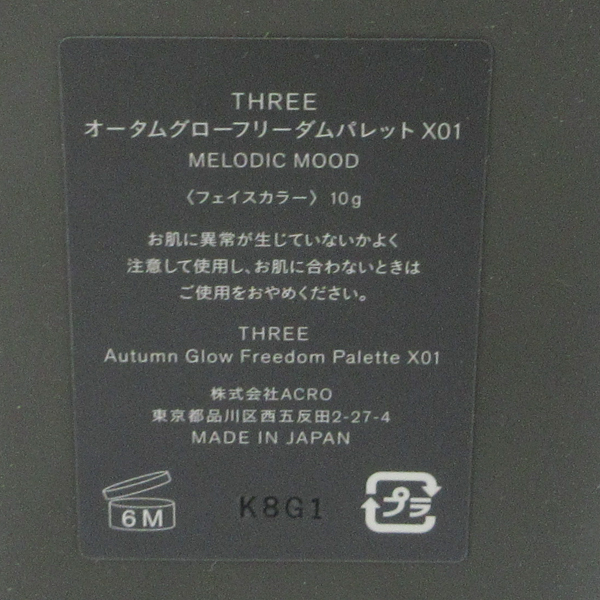 THREE
オータムグローフリーダムパレット X01
MELODIC MOOD
〈フェイスカラー〉 10g
お肌に異常が生じていないかよく
注意して使用し、お肌に合わないときは
ご使用をおやめください。
THREE
Autumn Glow Freedom Palette X01
株式会社ACRO
東京都品川区西五反田2-27-4
MADE IN JAPAN
6M
K8G1
プラ